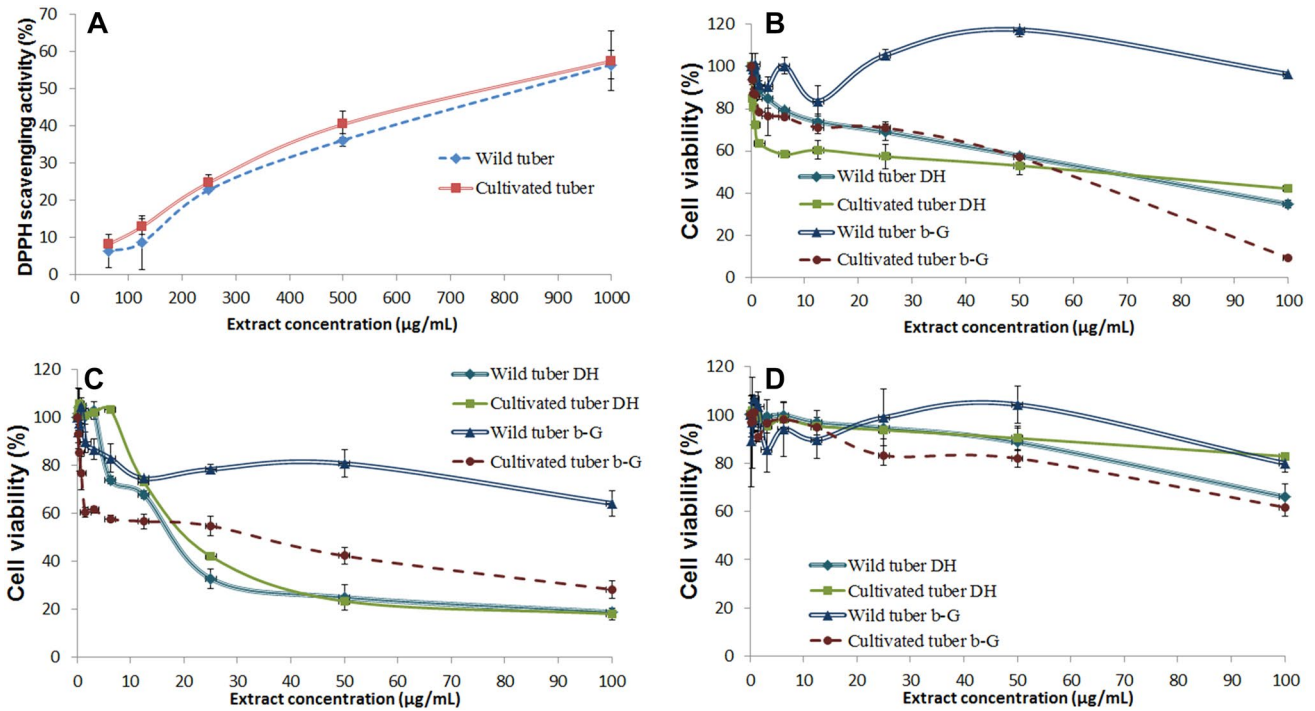 A
DPPH scavenging activity (%)
70
60
50
40
30
20
10
0
Wild tuber
Cultivated tuber
0 100 200 300 400 500 600 700 800 900 1000
Extract concentration (µg/mL)
B
Cell viability (%)
120
100
80
60
40
20
0
Wild tuber DH
Cultivated tuber DH
Wild tuber b-G
Cultivated tuber b-G
0 10 20 30 40 50 60 70 80 90 100
Extract concentration (µg/mL)
C
Cell viability (%)
120
100
80
60
40
20
0
Wild tuber DH
Cultivated tuber DH
Wild tuber b-G
Cultivated tuber b-G
0 10 20 30 40 50 60 70 80 90 100
Extract concentration (µg/mL)
D
Cell viability (%)
120
100
80
60
40
20
0
Wild tuber DH
Cultivated tuber DH
Wild tuber b-G
Cultivated tuber b-G
0 10 20 30 40 50 60 70 80 90 100
Extract concentration (µg/mL)